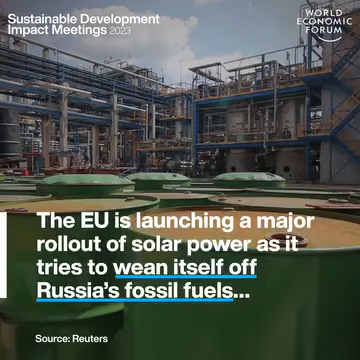 Sustainable Development
Impact Meetings 2023
WORLD
ECONOMIC
FORUM
The EU is launching a major
rollout of solar power as it
tries to wean itself off
Russia's fossil fuels...
Source: Reuters